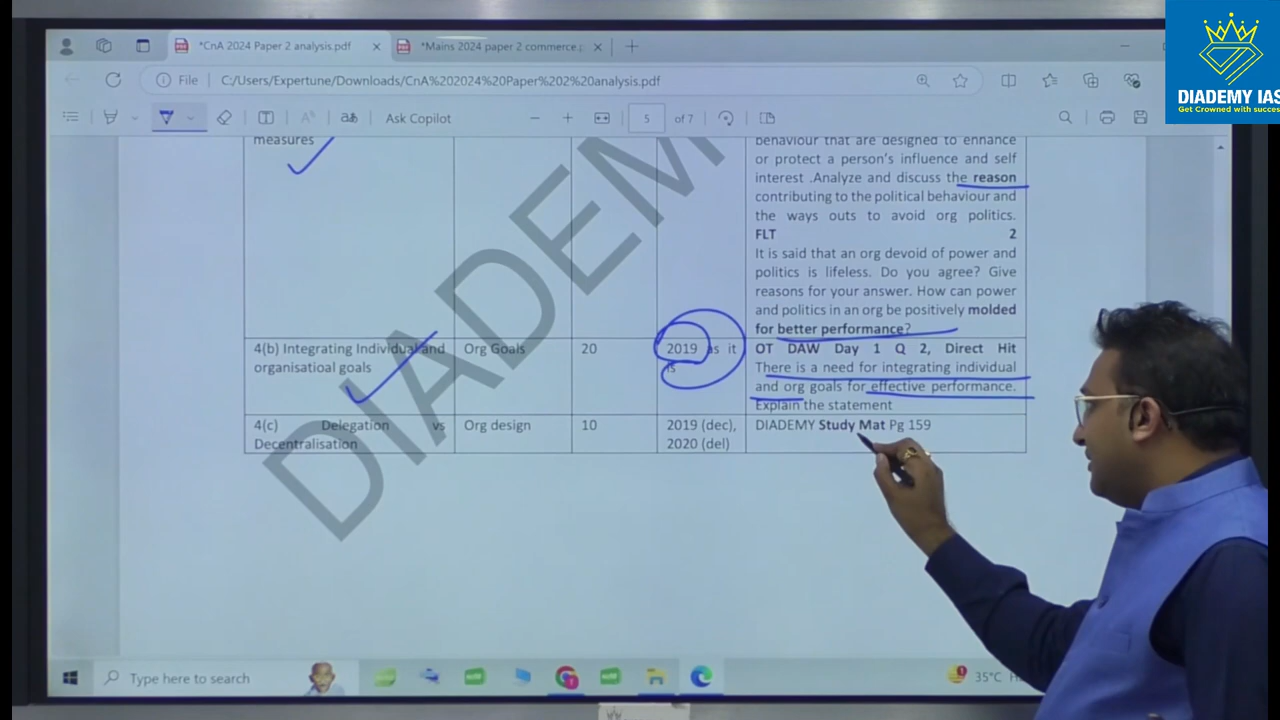 *CnA 2024 Paper 2 analysis.pdf
*Mains 2024 paper 2 commerce.p
File
C:/Users/Expertune/Downloads/CnA%202024%20Paper%202%20analysis.pdf
DIADEMY IAS
Get Crowned with success
Ask Copilot
5
of 7
measures
behaviour that are designed to enhance
or protect a person's influence and self
interest .Analyze and discuss the reason
contributing to the political behaviour and
the ways outs to avoid org politics.
FLT 2
It is said that an org devoid of power and
politics is lifeless. Do you agree? Give
reasons for your answer. How can power
and politics in an org be positively molded
for better performance?
4(b) Integrating Individual and
organisatioal goals
Org Goals
20
2019 as it
is
OT DAW Day 1 Q 2, Direct Hit
There is a need for integrating individual
and org goals for effective performance.
Explain the statement
4(c) Delegation vs
Decentralisation
Org design
10
2019 (dec),
2020 (del)
DIADEMY Study Mat Pg 159
DIADEM
Type here to search
35°C